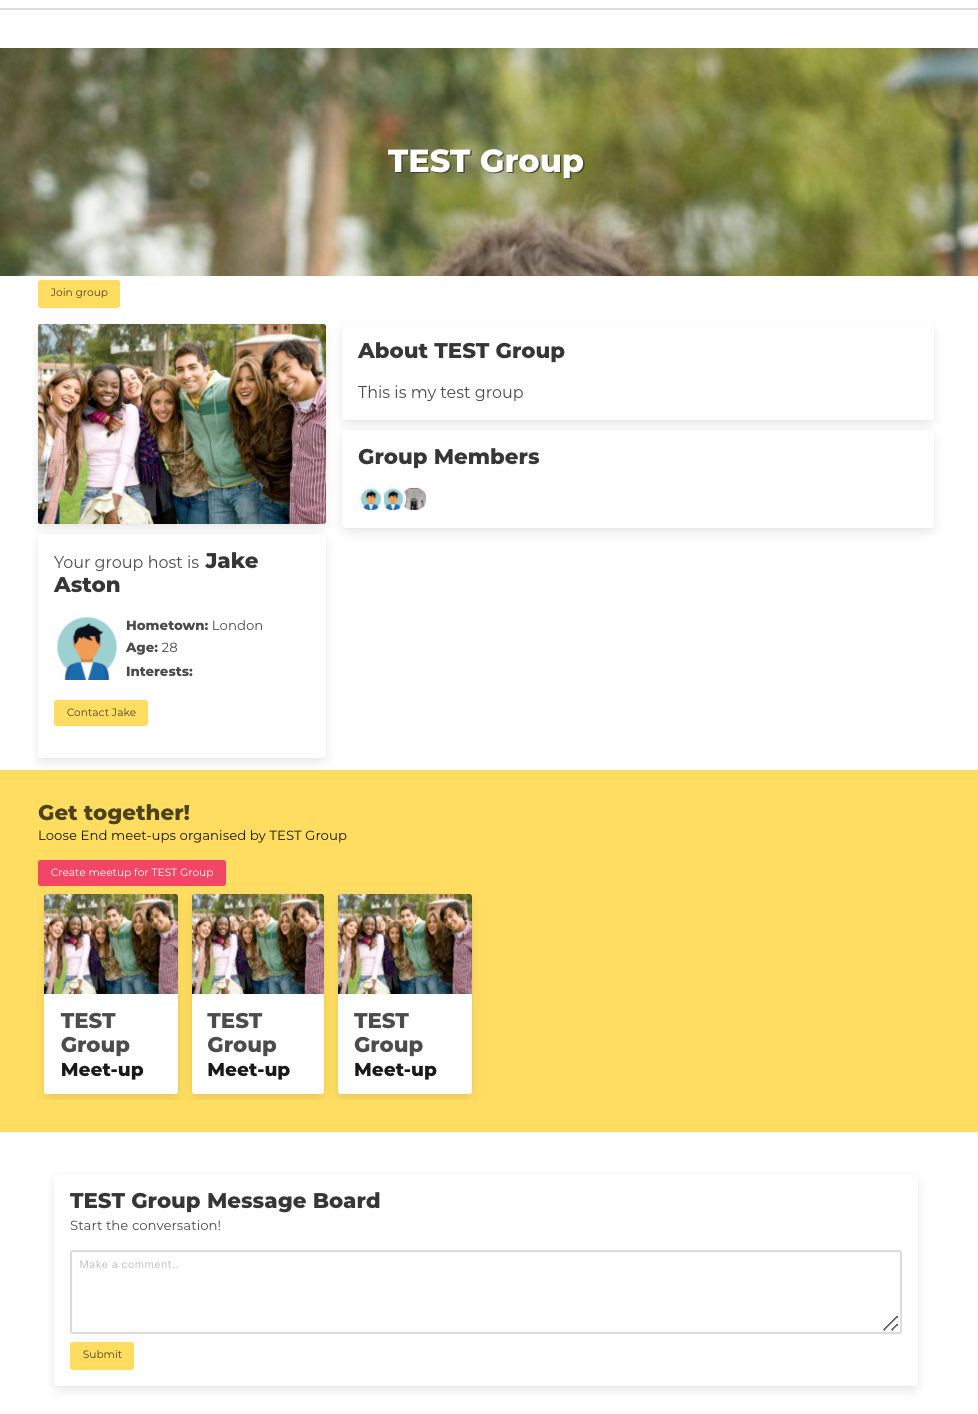 TEST Group
Join group
About TEST Group
This is my test group
Group Members
Your group host is Jake
Aston
Hometown: London
Age: 28
Interests:
Contact Jake
Get together!
Loose End meet-ups organised by TEST Group
Create meetup for TEST Group
TEST
Group
Meet-up
TEST
Group
Meet-up
TEST
Group
Meet-up
TEST Group Message Board
Start the conversation!
Make a comment..
Submit